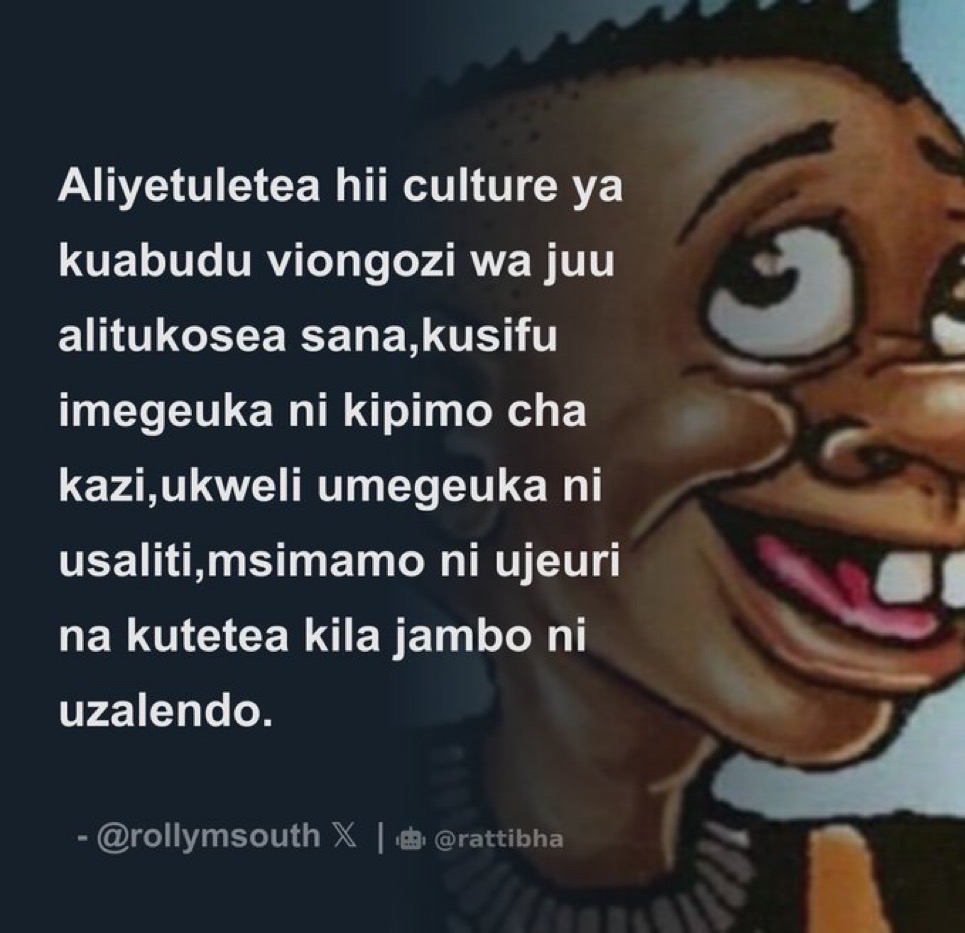 Aliyetuletea hii culture ya
kuabudu viongozi wa juu
alitukosea sana,kusifu
imegeuka ni kipimo cha
kazi,ukweli umegeuka ni
usaliti,msimamo ni ujeuri
na kutetea kila jambo ni
uzalendo.
- @rollymsouth 𝕏 | @rattibha